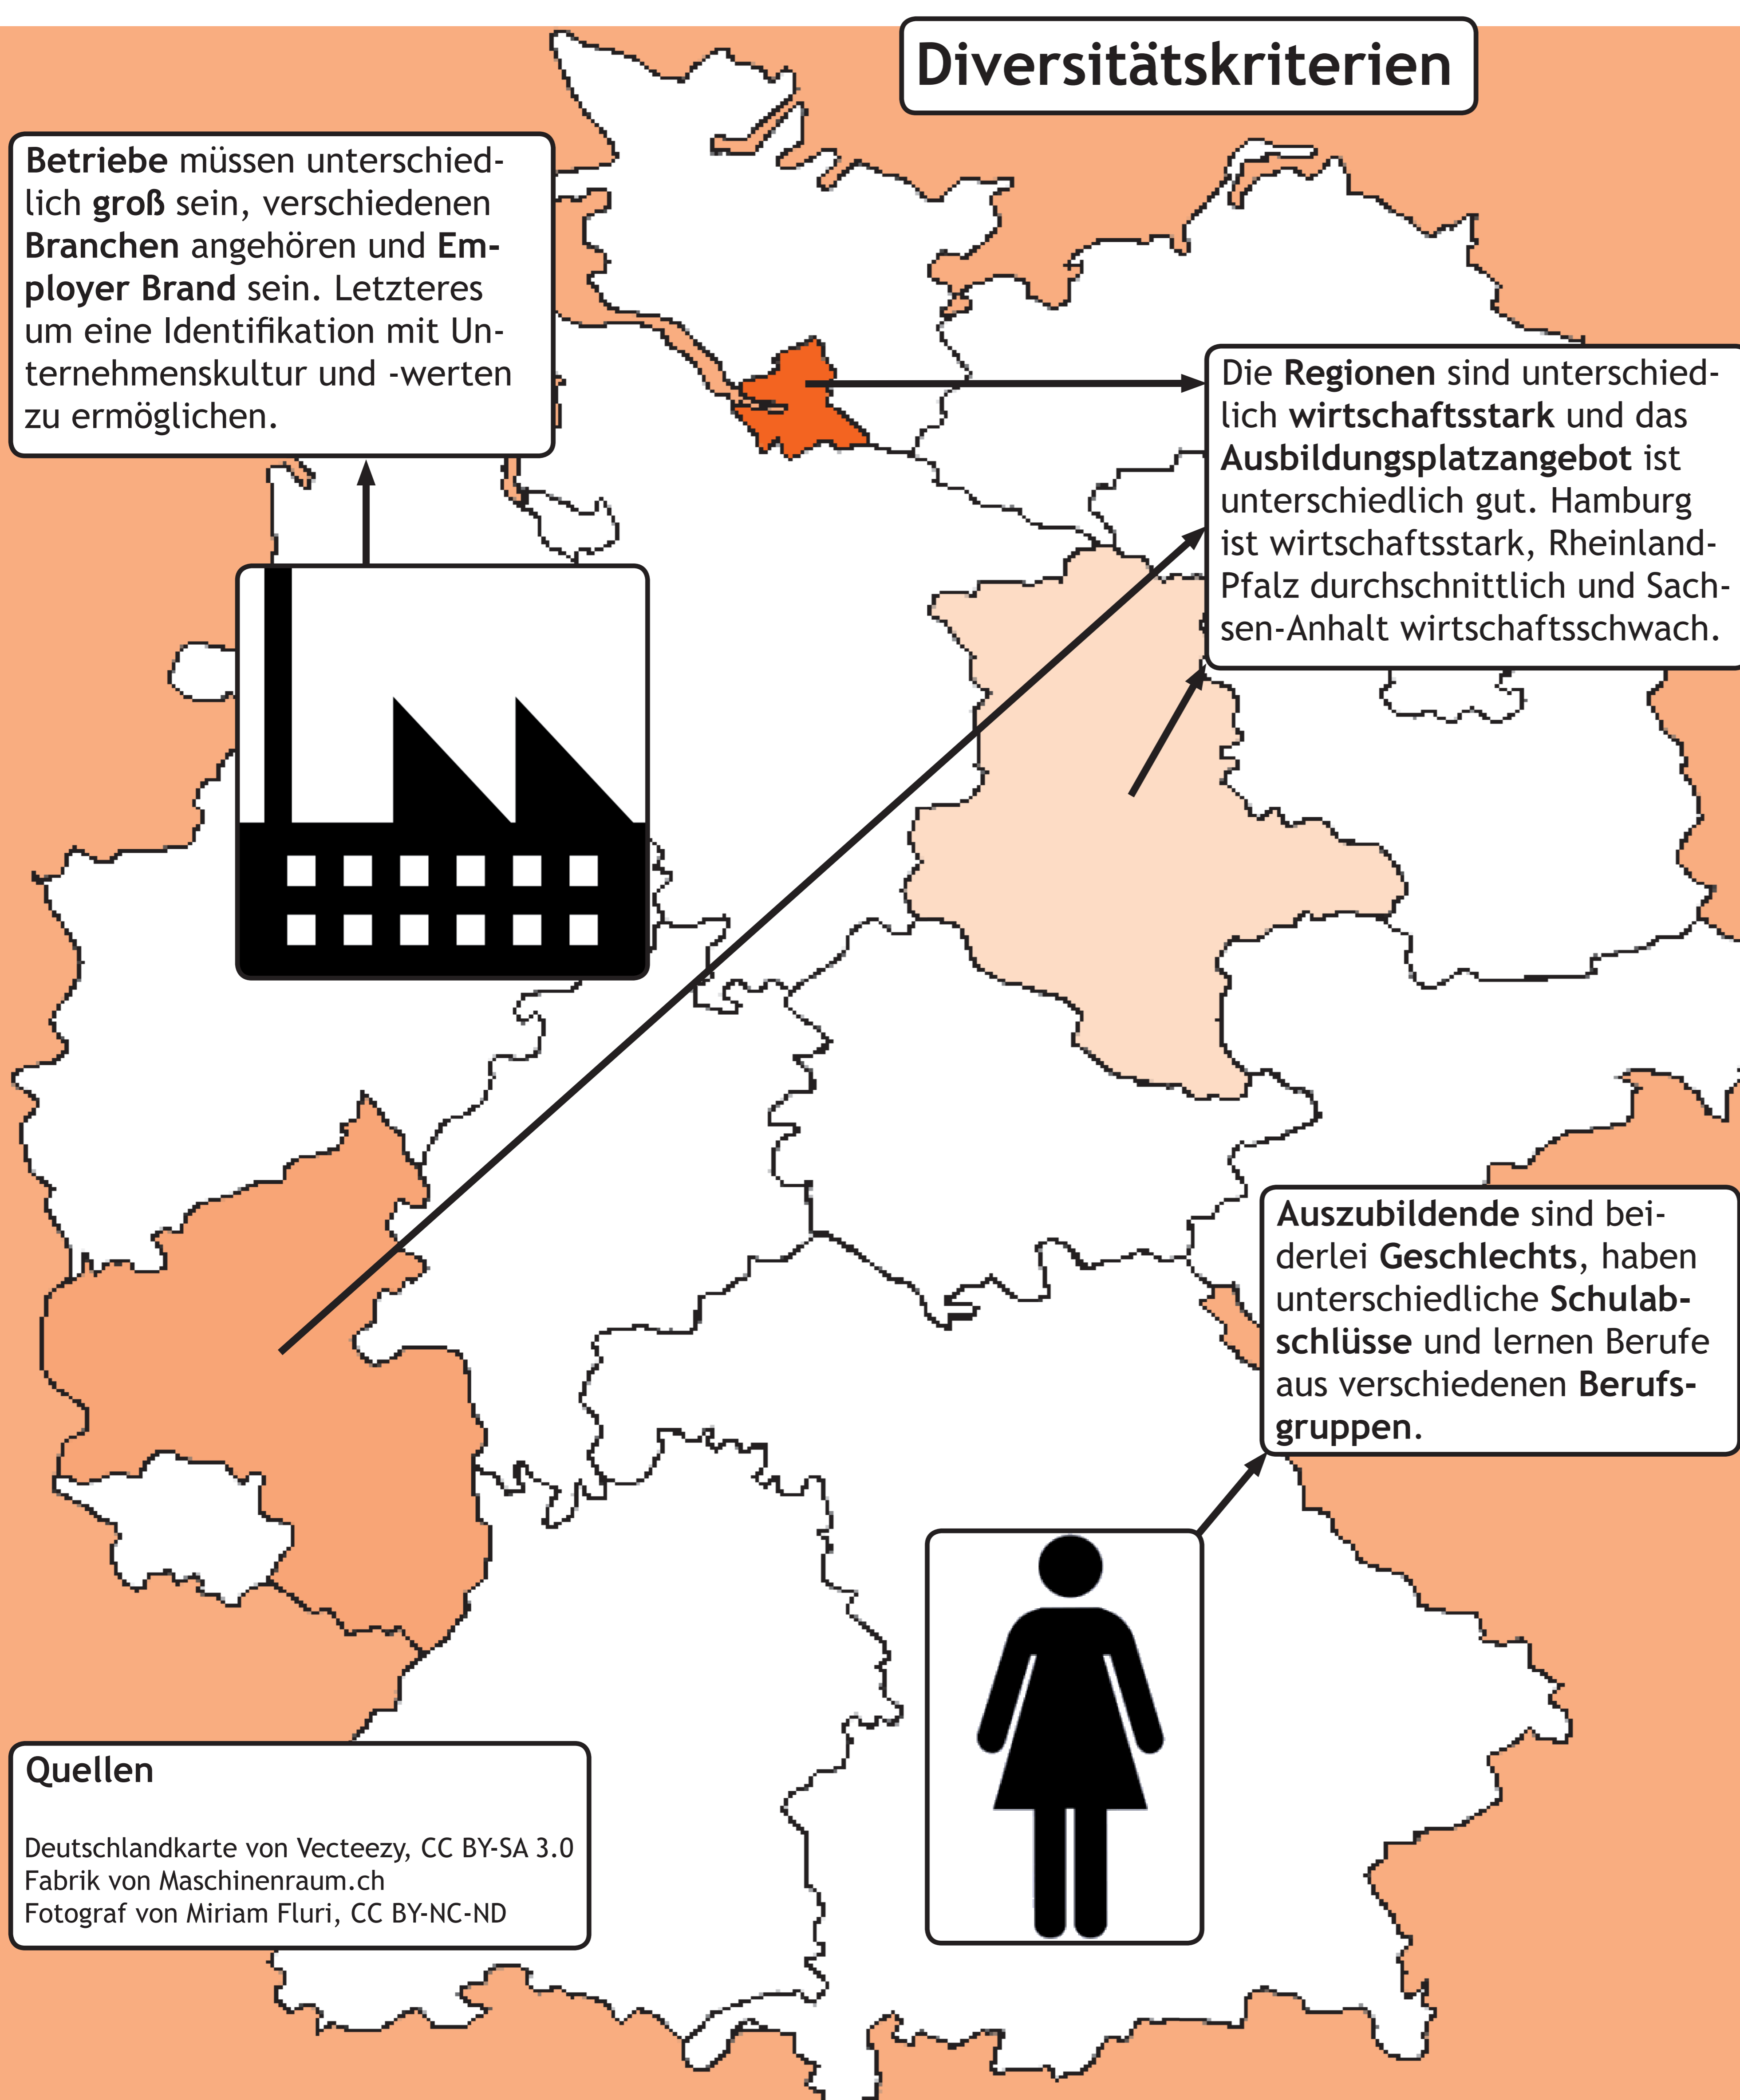 Diversitätskriterien
Betriebe müssen unterschied-
lich groß sein, verschiedenen
Branchen angehören und Em-
ployer Brand sein. Letzteres
um eine Identifikation mit Un-
ternehmenskultur und -werten
zu ermöglichen.
Die Regionen sind unterschied-
lich wirtschaftsstark und das
Ausbildungsplatzangebot ist
unterschiedlich gut. Hamburg
ist wirtschaftsstark, Rheinland-
Pfalz durchschnittlich und Sach-
sen-Anhalt wirtschaftsschwach.
Auszubildende sind bei-
derlei Geschlechts, haben
unterschiedliche Schulab-
schlüsse und lernen Berufe
aus verschiedenen Berufs-
gruppen.
Quellen
Deutschlandkarte von Vecteezy, CC BY-SA 3.0
Fabrik von Maschinenraum.ch
Fotograf von Miriam Fluri, CC BY-NC-ND